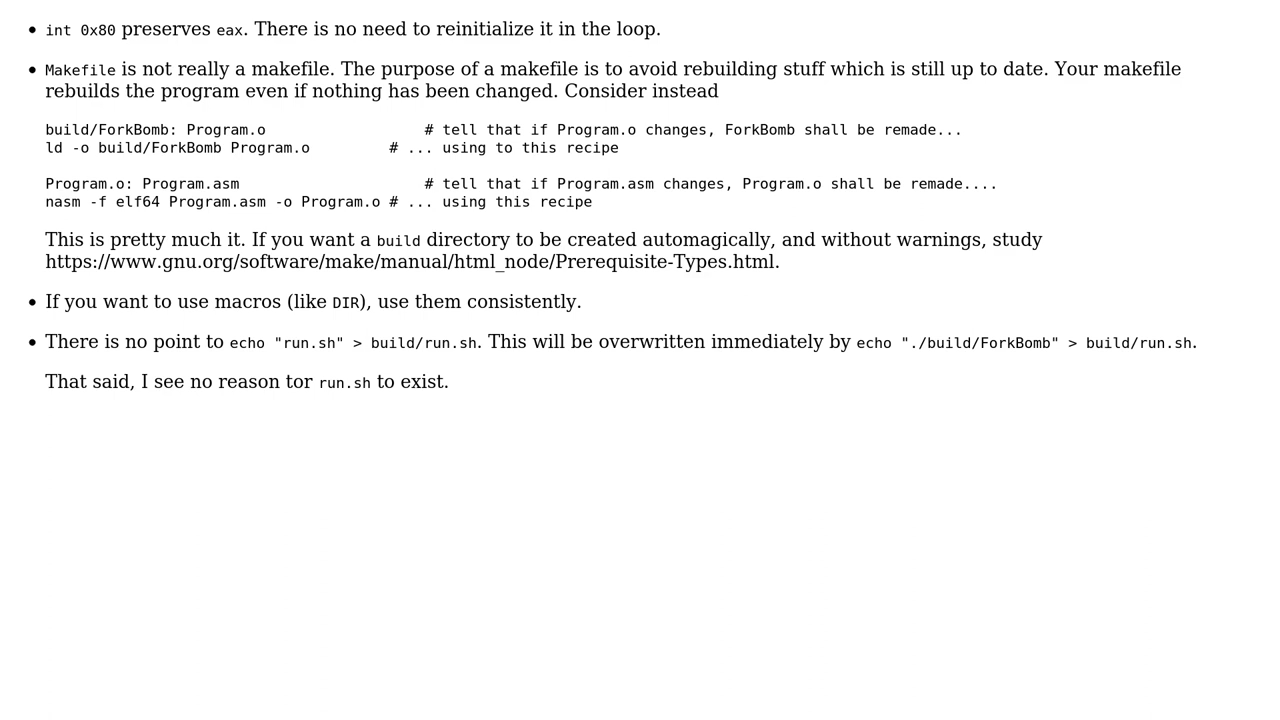 int 0x80 preserves eax. There is no need to reinitialize it in the loop.
Makefile is not really a makefile. The purpose of a makefile is to avoid rebuilding stuff which is still up to date. Your makefile
rebuilds the program even if nothing has been changed. Consider instead
build/ForkBomb: Program.o # tell that if Program.o changes, ForkBomb shall be remade...
ld -o build/ForkBomb Program.o # ... using to this recipe
Program.o: Program.asm # tell that if Program.asm changes, Program.o shall be remade....
nasm -f elf64 Program.asm -o Program.o # ... using this recipe
This is pretty much it. If you want a build directory to be created automagically, and without warnings, study
https://www.gnu.org/software/make/manual/html_node/Prerequisite-Types.html.
If you want to use macros (like DIR), use them consistently.
There is no point to echo "run.sh" > build/run.sh. This will be overwritten immediately by echo "./build/ForkBomb" > build/run.sh.
That said, I see no reason tor run.sh to exist.